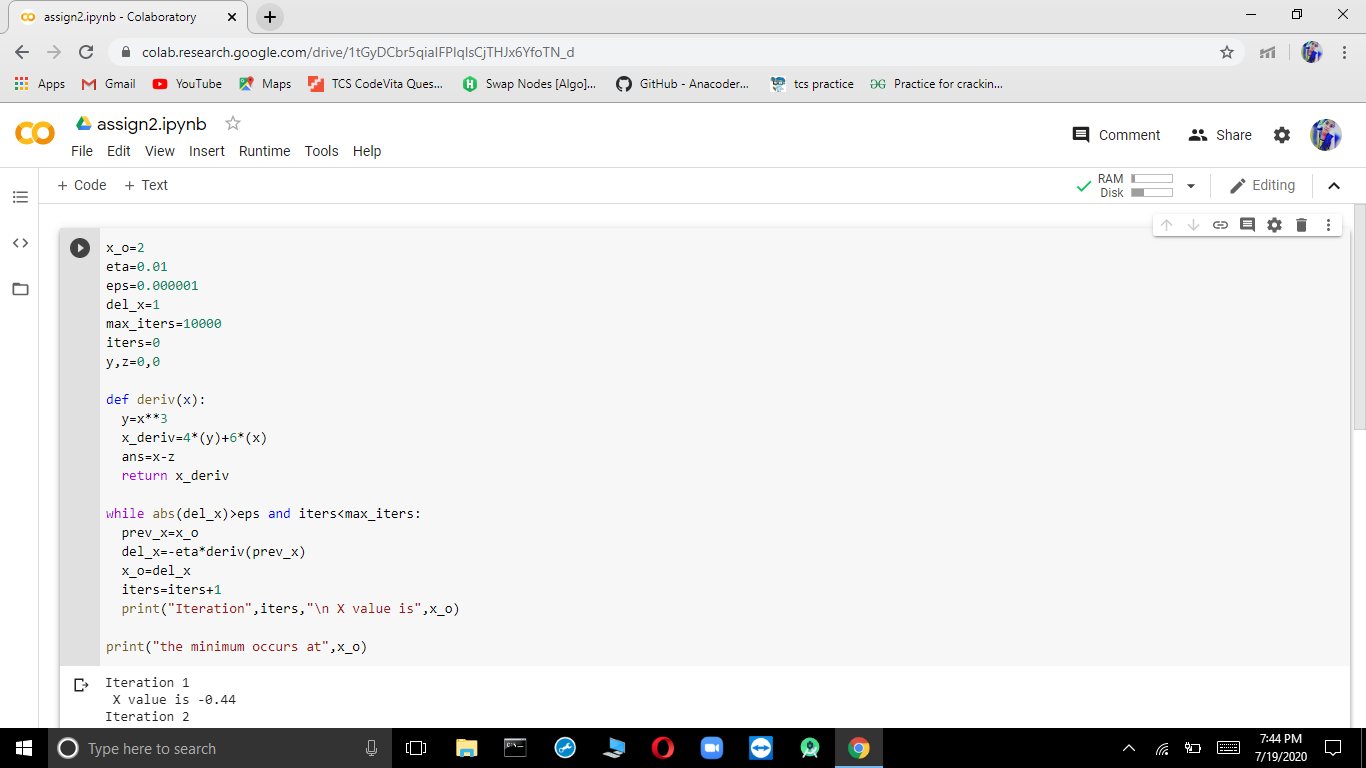 assign2.ipynb - Colaboratory
colab.research.google.com/drive/1tGyDCbr5qiaIFPIqIsCjTHJx6YfoTN_d
Apps Gmail YouTube Maps TCS CodeVita Ques... Swap Nodes [Algo]... GitHub - Anacoder... tcs practice Practice for crackin...
assign2.ipynb
Comment Share
File Edit View Insert Runtime Tools Help
+ Code + Text
RAM
Disk
Editing
x_o=2
eta=0.01
eps=0.000001
del_x=1
max_iters=10000
iters=0
y,z=0,0
def deriv(x):
y=x**3
x_deriv=4*(y)+6*(x)
ans=x-z
return x_deriv
while abs(del_x)>eps and iters<max_iters:
prev_x=x_o
del_x=-eta*deriv(prev_x)
x_o=del_x
iters=iters+1
print("Iteration",iters,"\n X value is",x_o)
print("the minimum occurs at",x_o)
Iteration 1
X value is -0.44
Iteration 2
Type here to search
7:44 PM
7/19/2020